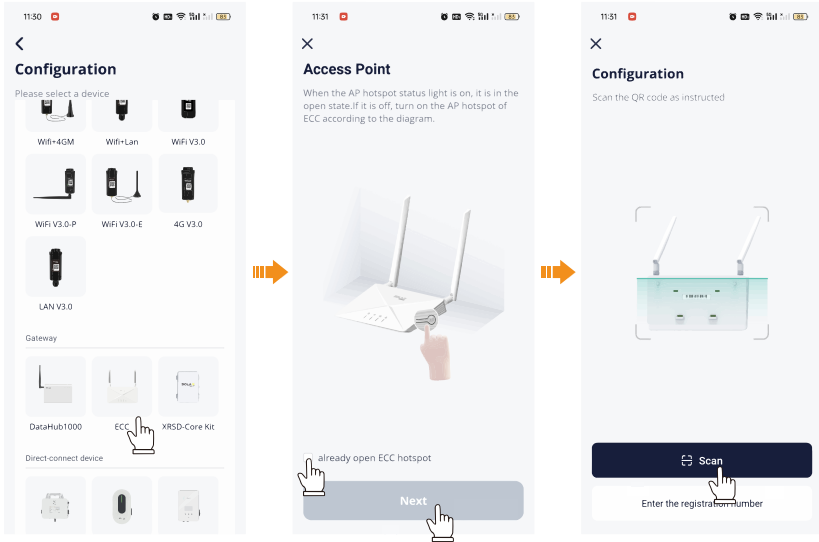 11:30
83
Configuration
Please select a device
Wifi+4GM
Wifi+Lan
WiFi V3.0
WiFi V3.0-P
WiFi V3.0-E
4G V3.0
LAN V3.0
Gateway
DataHub1000
ECC
XRSD-Core Kit
Direct-connect device
11:31
83
Access Point
When the AP hotspot status light is on, it is in the
open state.If it is off, turn on the AP hotspot of
ECC according to the diagram.
already open ECC hotspot
Next
11:31
83
Configuration
Scan the QR code as instructed
Scan
Enter the registration number